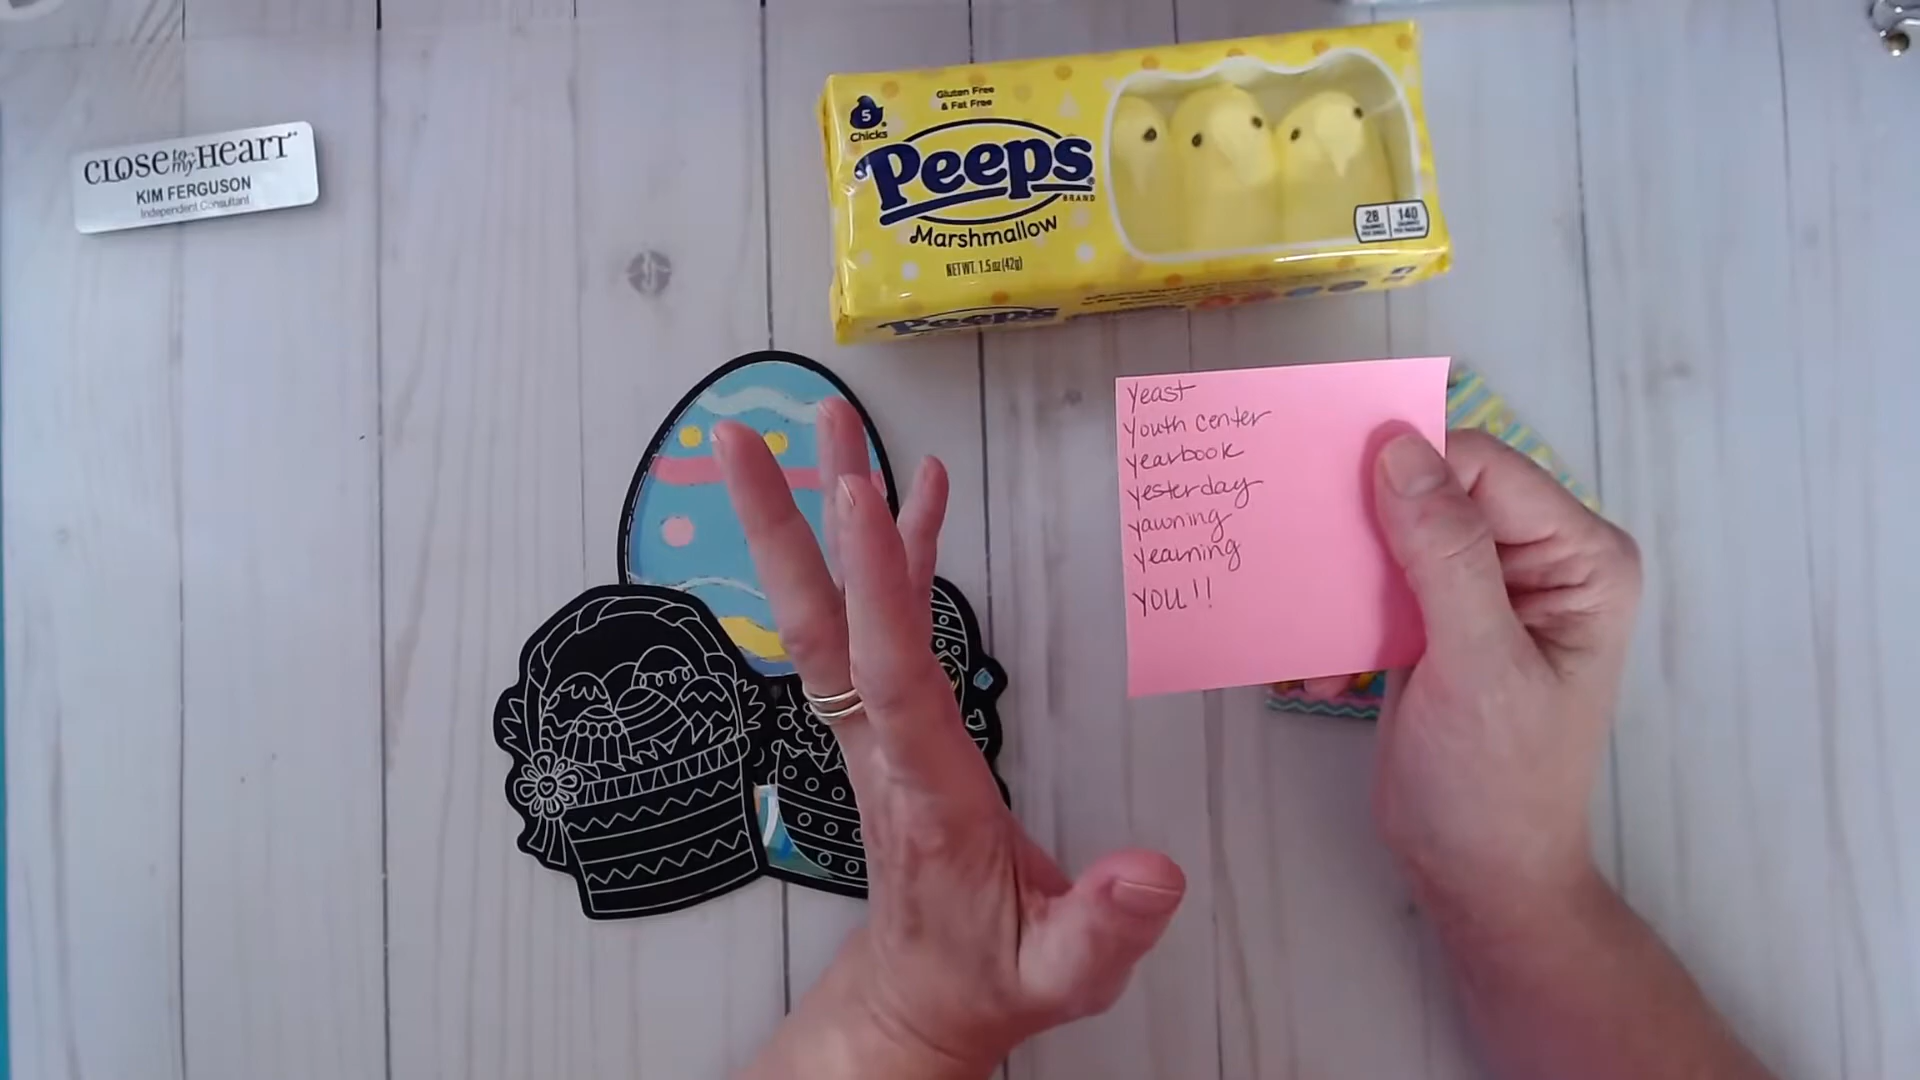 CLOSE to my HEART™
KIM FERGUSON
Independent Consultant
5
Chicks
Gluten Free
& Fat Free
Peeps
BRAND
Marshmallow
NET WT. 1.5 oz (42g)
28
140
Peeps
yeast
youth center
yearbook
yesterday
yawning
yearning
you!!